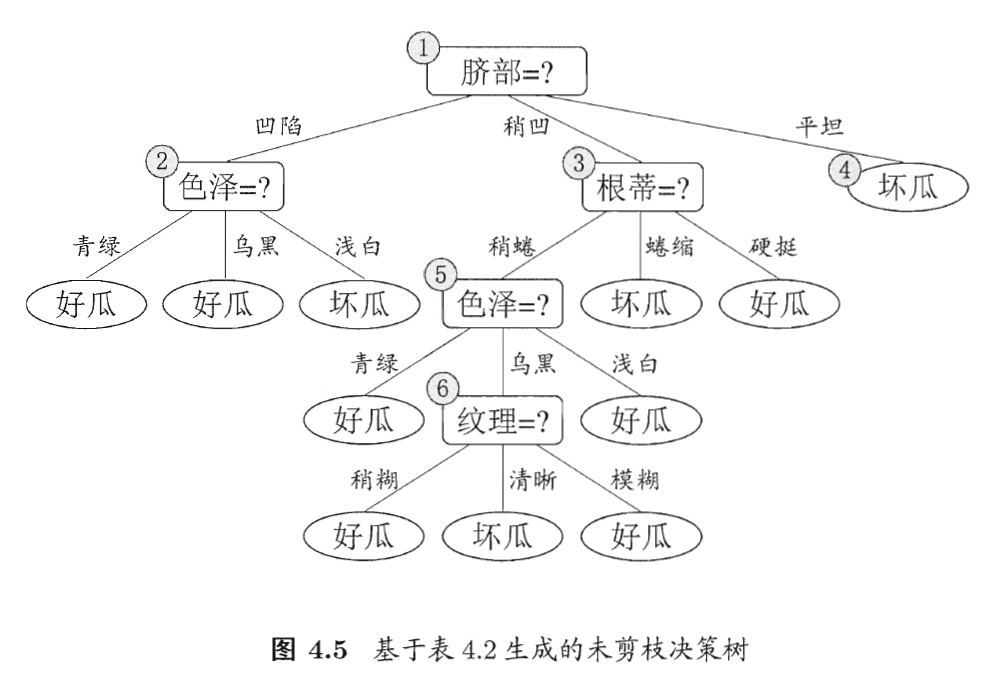 ①
脐部=?
凹陷 稍凹 平坦
② ③ ④
色泽=? 根蒂=? 坏瓜
青绿 乌黑 浅白 稍蜷 蜷缩 硬挺
⑤
好瓜 好瓜 坏瓜 色泽=? 坏瓜 好瓜
青绿 乌黑 浅白
⑥
好瓜 纹理=? 好瓜
稍糊 清晰 模糊
好瓜 坏瓜 好瓜
图 4.5 基于表 4.2 生成的未剪枝决策树